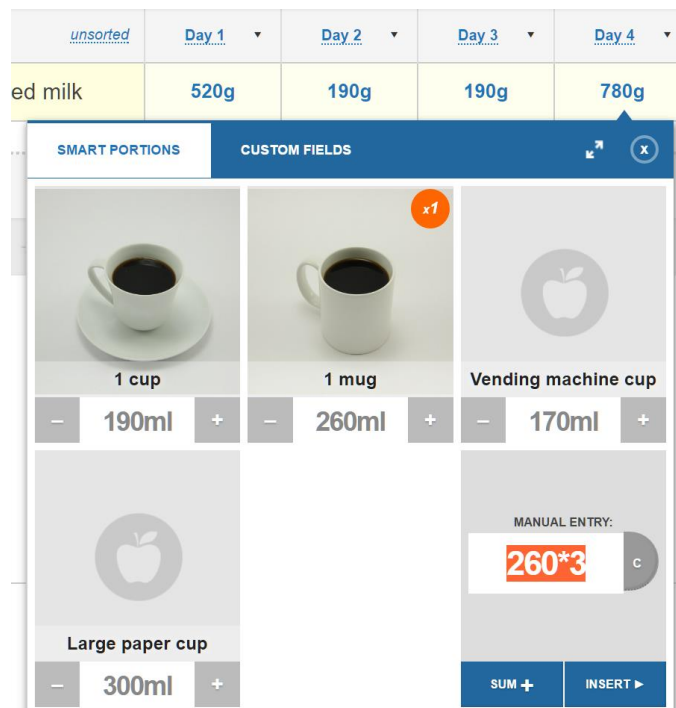 unsorted Day 1 Day 2 Day 3 Day 4
ed milk 520g 190g 190g 780g
SMART PORTIONS CUSTOM FIELDS x
x1
1 cup 1 mug Vending machine cup
– 190ml + – 260ml + – 170ml +
MANUAL ENTRY:
260*3 C
Large paper cup
– 300ml + SUM + INSERT ►